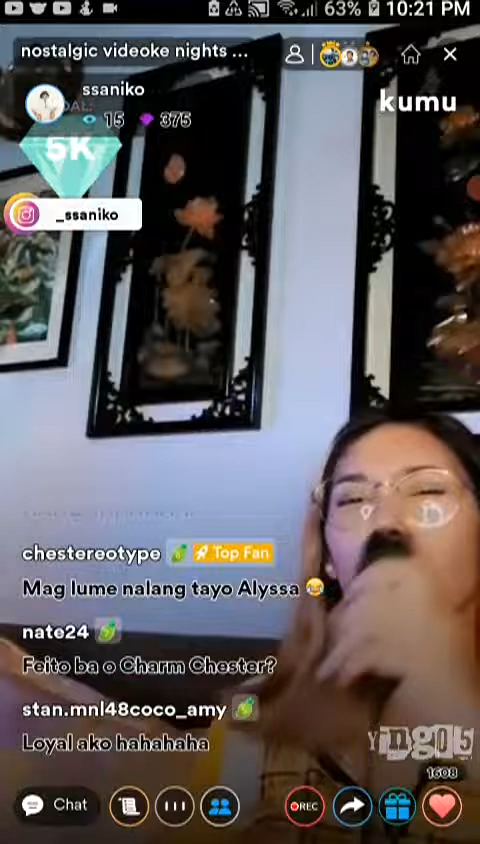 63% 10:21 PM
nostalgic videoke nights ...
ssaniko
15 375
kumu
5K
_ssaniko
chestereotype Top Fan
Mag lume nalang tayo Alyssa 😂
nate24
Feito ba o Charm Chester?
stan.mnl48coco_amy
Loyal ako hahahaha
Yingo5
1608
Chat
REC